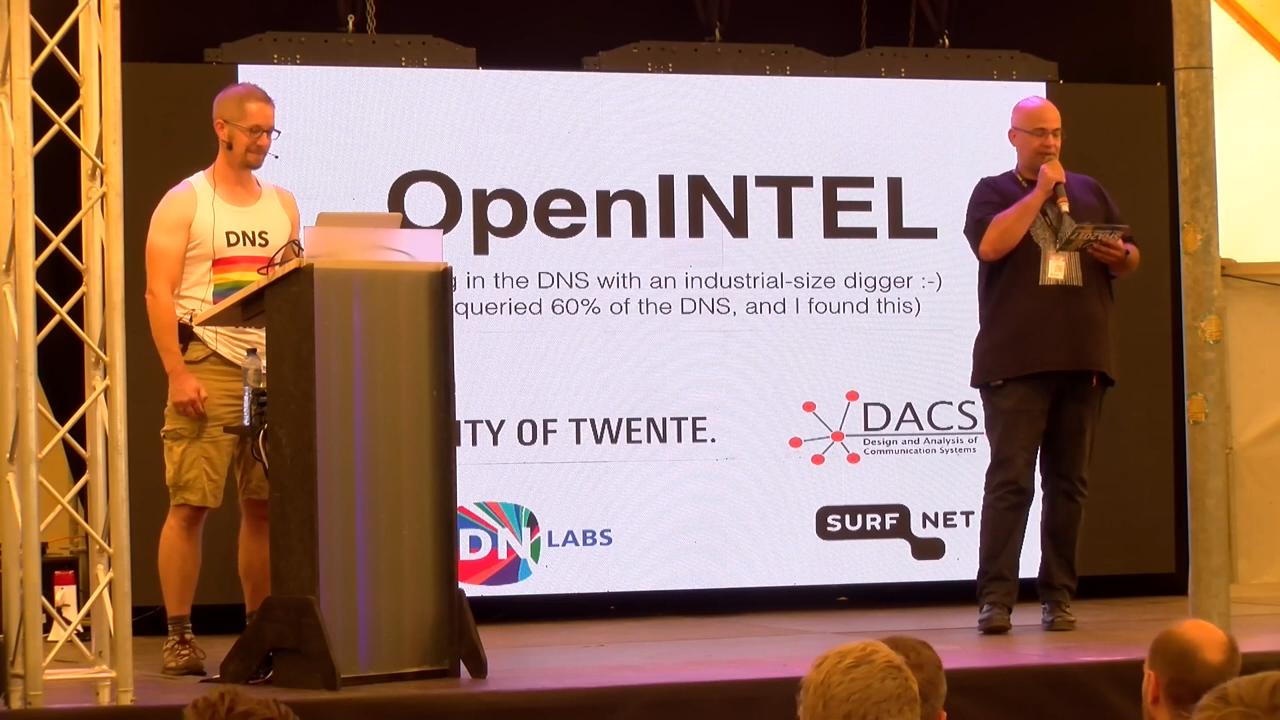 OpenINTEL
in the DNS with an industrial-size digger :-)
queried 60% of the DNS, and I found this)
DNS
ITY OF TWENTE.
DACS
Design and Analysis of
Communication Systems
DN LABS
SURF NET